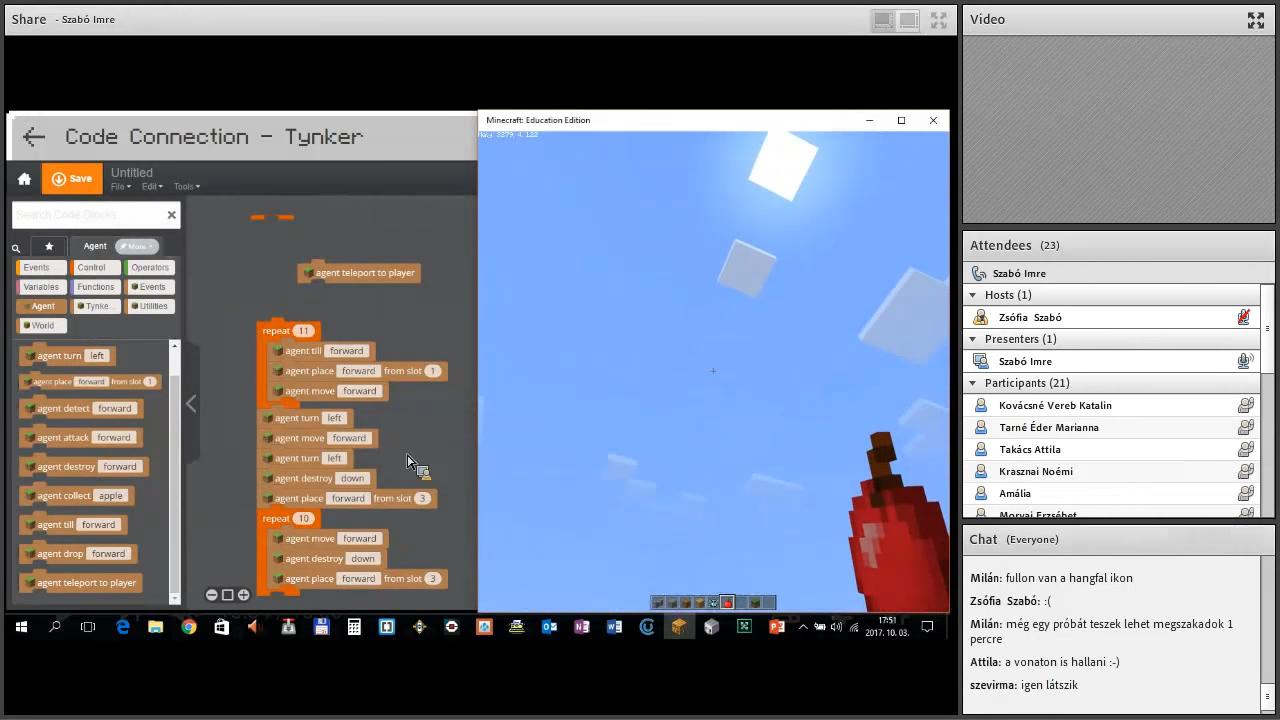 Share - Szabó Imre
Code Connection - Tynker
Save
Untitled
File
Edit
Tools
Search Code Blocks
Agent
More
Events
Control
Operators
Variables
Functions
Events
Agent
Tynke...
Utilities
World
agent turn left
agent place forward from slot 1
agent detect forward
agent attack forward
agent destroy forward
agent collect apple
agent till forward
agent drop forward
agent teleport to player
agent teleport to player
repeat 11
agent till forward
agent place forward from slot 1
agent move forward
agent turn left
agent move forward
agent turn left
agent destroy down
agent place forward from slot 3
repeat 10
agent move forward
agent destroy down
agent place forward from slot 3
Minecraft: Education Edition
17:51
2017. 10. 03.
Video
Attendees (23)
Szabó Imre
Hosts (1)
Zsófia Szabó
Presenters (1)
Szabó Imre
Participants (21)
Kovácsné Vereb Katalin
Tarné Éder Marianna
Takács Attila
Krasznai Noémi
Amália
Morvai Erzsébet
Chat (Everyone)
Milán: fullon van a hangfal ikon
Zsófia Szabó: :(
Milán: még egy próbát teszek lehet megszakadok 1
percre
Attila: a vonaton is hallani :-)
szevirma: igen látszik